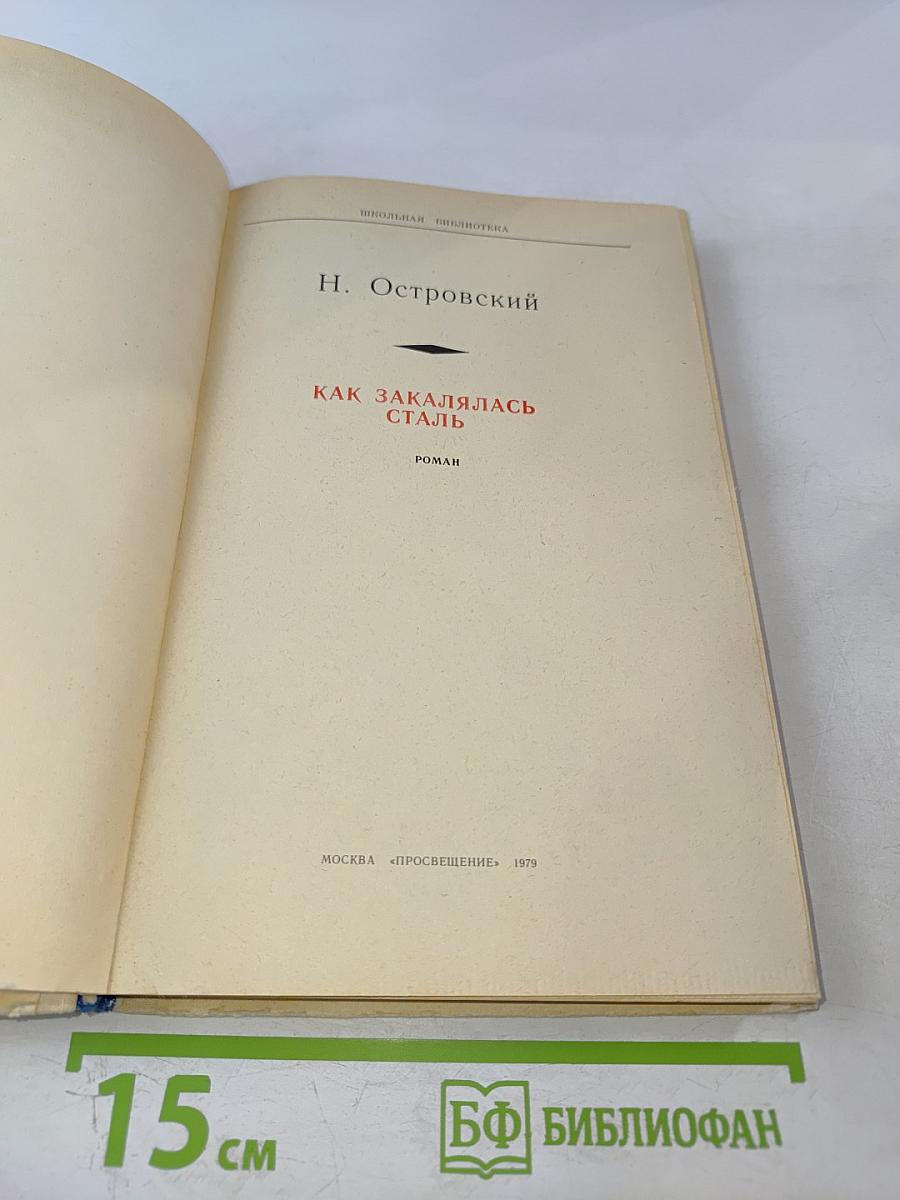 ШКОЛЬНАЯ БИБЛИОТЕКА
Н. Островский
КАК ЗАКАЛЯЛАСЬ
СТАЛЬ
РОМАН
МОСКВА «ПРОСВЕЩЕНИЕ» 1979
15 см
БФ БИБЛИОФАН